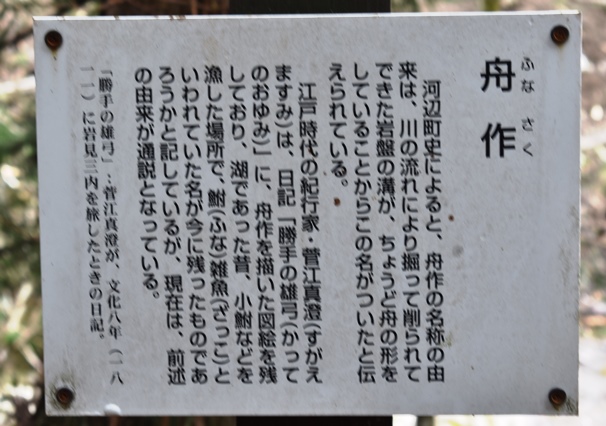 舟作
ふなさく
河辺町史によると、舟作の名称の由
来は、川の流れにより掘って削られて
できた岩盤の溝が、ちょうど舟の形を
していることからこの名がついたと伝
えられている。
江戸時代の紀行家・菅江真澄(すがえ
ますみ)は、日記「勝手の雄弓(かって
のおゆみ)」に、舟作を描いた図絵を残
しており、湖であった昔、小鮒などを
漁した場所で、鮒(ふな)雑魚(ざっこ)と
いわれていた名が今に残ったものであ
ろうかと記しているが、現在は、前述
の由来が通説となっている。
「勝手の雄弓」：菅江真澄が、文化八年(一八
一一)に岩見三内を旅したときの日記。